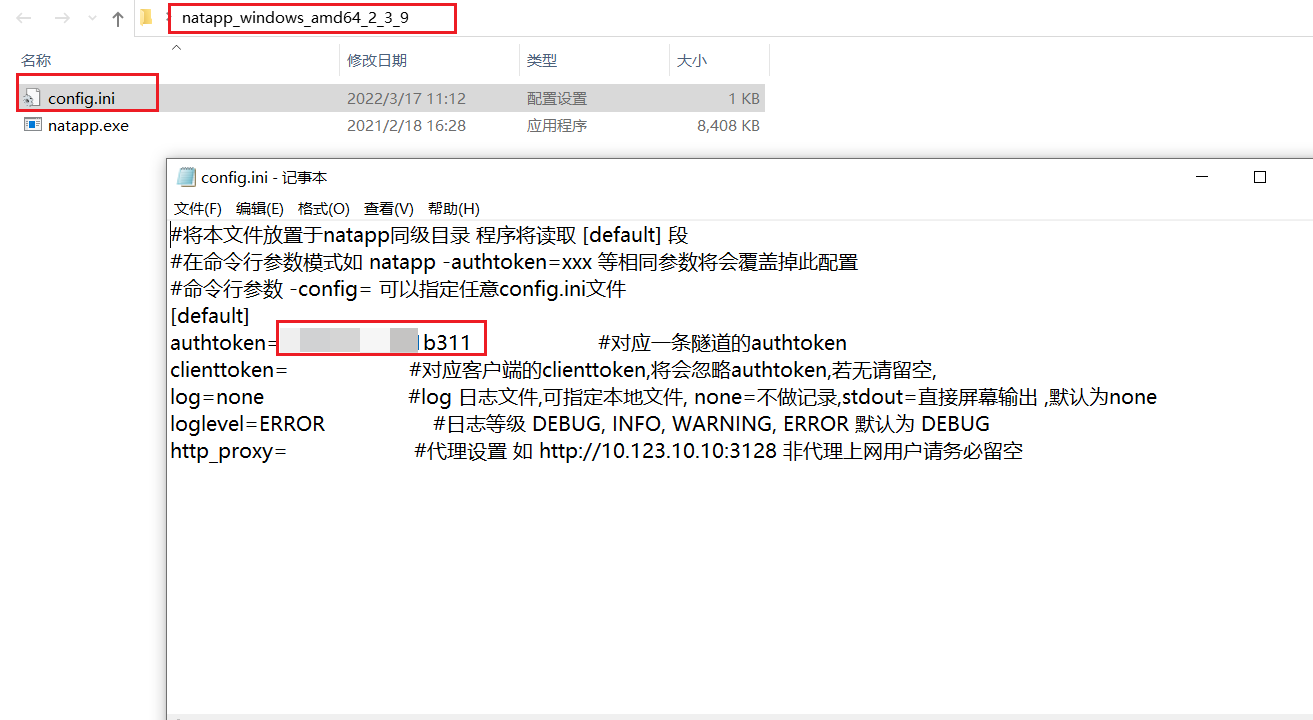 natapp_windows_amd64_2_3_9
名称 修改日期 类型 大小
config.ini 2022/3/17 11:12 配置设置 1 KB
natapp.exe 2021/2/18 16:28 应用程序 8,408 KB
config.ini - 记事本
文件(F) 编辑(E) 格式(O) 查看(V) 帮助(H)
#将本文件放置于natapp同级目录 程序将读取 [default] 段
#在命令行参数模式如 natapp -authtoken=xxx 等相同参数将会覆盖掉此配置
#命令行参数 -config= 可以指定任意config.ini文件
[default]
authtoken= b311 #对应一条隧道的authtoken
clienttoken= #对应客户端的clienttoken,将会忽略authtoken,若无请留空,
log=none #log 日志文件,可指定本地文件, none=不做记录,stdout=直接屏幕输出 ,默认为none
loglevel=ERROR #日志等级 DEBUG, INFO, WARNING, ERROR 默认为 DEBUG
http_proxy= #代理设置 如 http://10.123.10.10:3128 非代理上网用户请务必留空